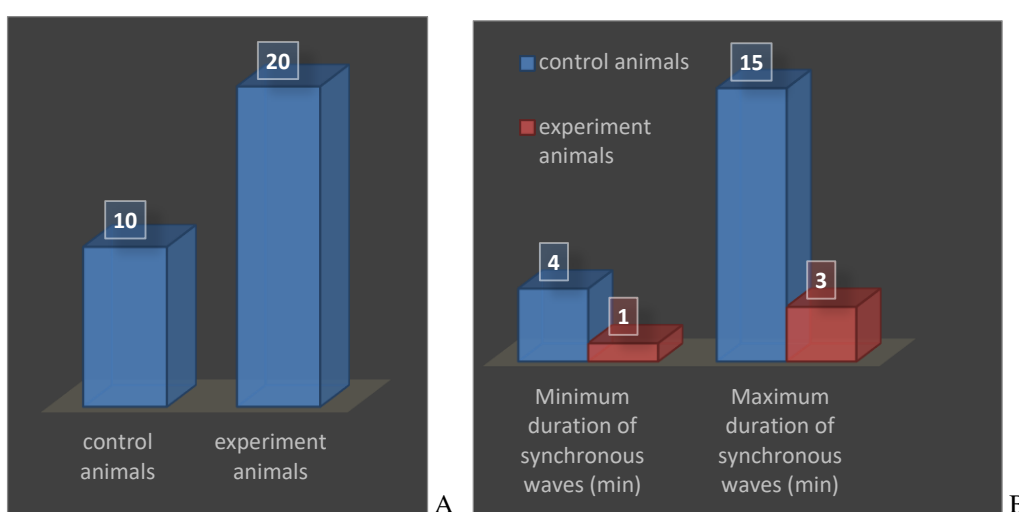 20
10
control
animals
experiment
animals
A
control animals
experiment
animals
15
4
3
1
Minimum
duration of
synchronous
waves (min)
Maximum
duration of
synchronous
waves (min)